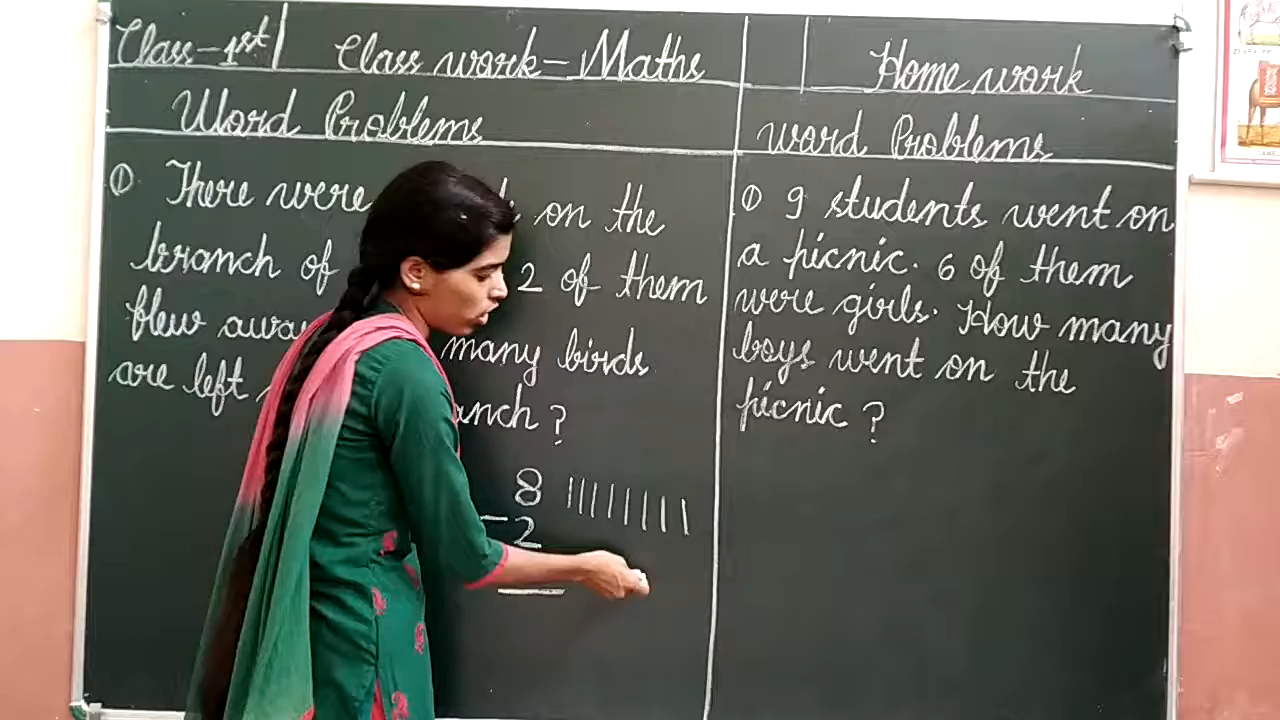 Class-1st
Class work - Maths
Word Problems
① There were on the
branch of 2 of them
flew many birds
are left ?
8
- 2
Home work
word Problems
① 9 students went on
a picnic. 6 of them
were girls. How many
boys went on the
picnic ?